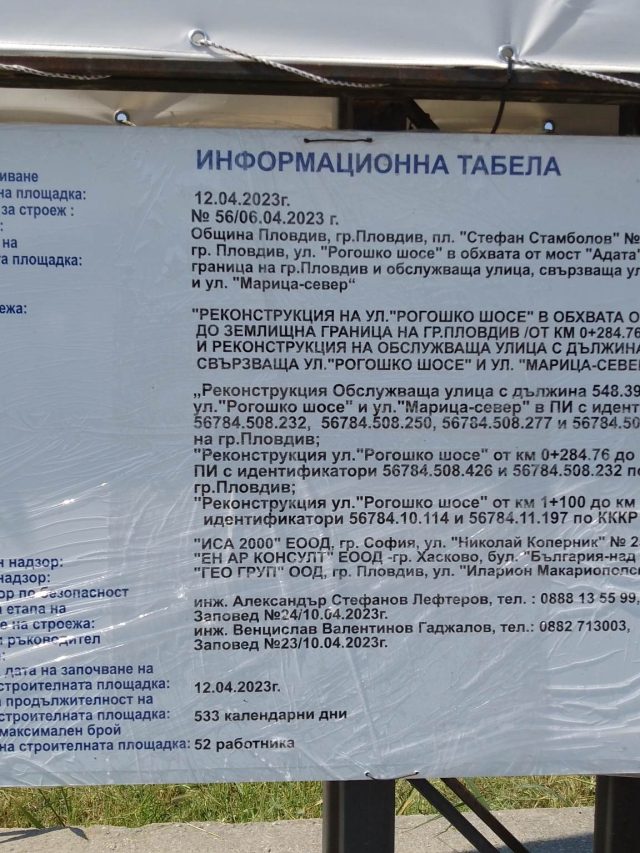 ИНФОРМАЦИОННА ТАБЕЛА
иване
на площадка: 12.04.2023г.
за строеж : № 56/06.04.2023 г.
: Община Пловдив, гр.Пловдив, пл. "Стефан Стамболов" №
на гр. Пловдив, ул. "Рогошко шосе" в обхвата от мост "Адата"
а площадка: граница на гр.Пловдив и обслужваща улица, свързваща ул
и ул. "Марица-север“
ежа: "РЕКОНСТРУКЦИЯ НА УЛ."РОГОШКО ШОСЕ" В ОБХВАТА О
ДО ЗЕМЛИЩНА ГРАНИЦА НА ГР.ПЛОВДИВ /ОТ КМ 0+284.76
И РЕКОНСТРУКЦИЯ НА ОБСЛУЖВАЩА УЛИЦА С ДЪЛЖИНА
СВЪРЗВАЩА УЛ."РОГОШКО ШОСЕ" И УЛ. "МАРИЦА-СЕВЕР
„Реконструкция Обслужваща улица с дължина 548.39
ул."Рогошко шосе" и ул."Марица-север" в ПИ с идент
56784.508.232, 56784.508.250, 56784.508.277 и 56784.50
на гр.Пловдив;
"Реконструкция ул."Рогошко шосе" от км 0+284.76 до
ПИ с идентификатори 56784.508.426 и 56784.508.232 по
гр.Пловдив;
"Реконструкция ул."Рогошко шосе" от км 1+100 до км
идентификатори 56784.10.114 и 56784.11.197 по КККР
"ИСА 2000" ЕООД, гр. София, ул. "Николай Коперник" № 2
н надзор: "ЕН АР КОНСУЛТ" ЕООД -гр. Хасково, бул. "България-над
надзор: "ГЕО ГРУП" ООД, гр. Пловдив, ул. "Иларион Макариополс
ор по безопасност
а етапа на инж. Александър Стефанов Лефтеров, тел. : 0888 13 55 99,
е на строежа: Заповед №24/10.04.2023г.
и ръководител инж. Венцислав Валентинов Гаджалов, тел.: 0882 713003,
: Заповед №23/10.04.2023г.
дата на започване на
строителната площадка: 12.04.2023г.
а продължителност на
строителната площадка: 533 календарни дни
максимален брой
на строителната площадка: 52 работника